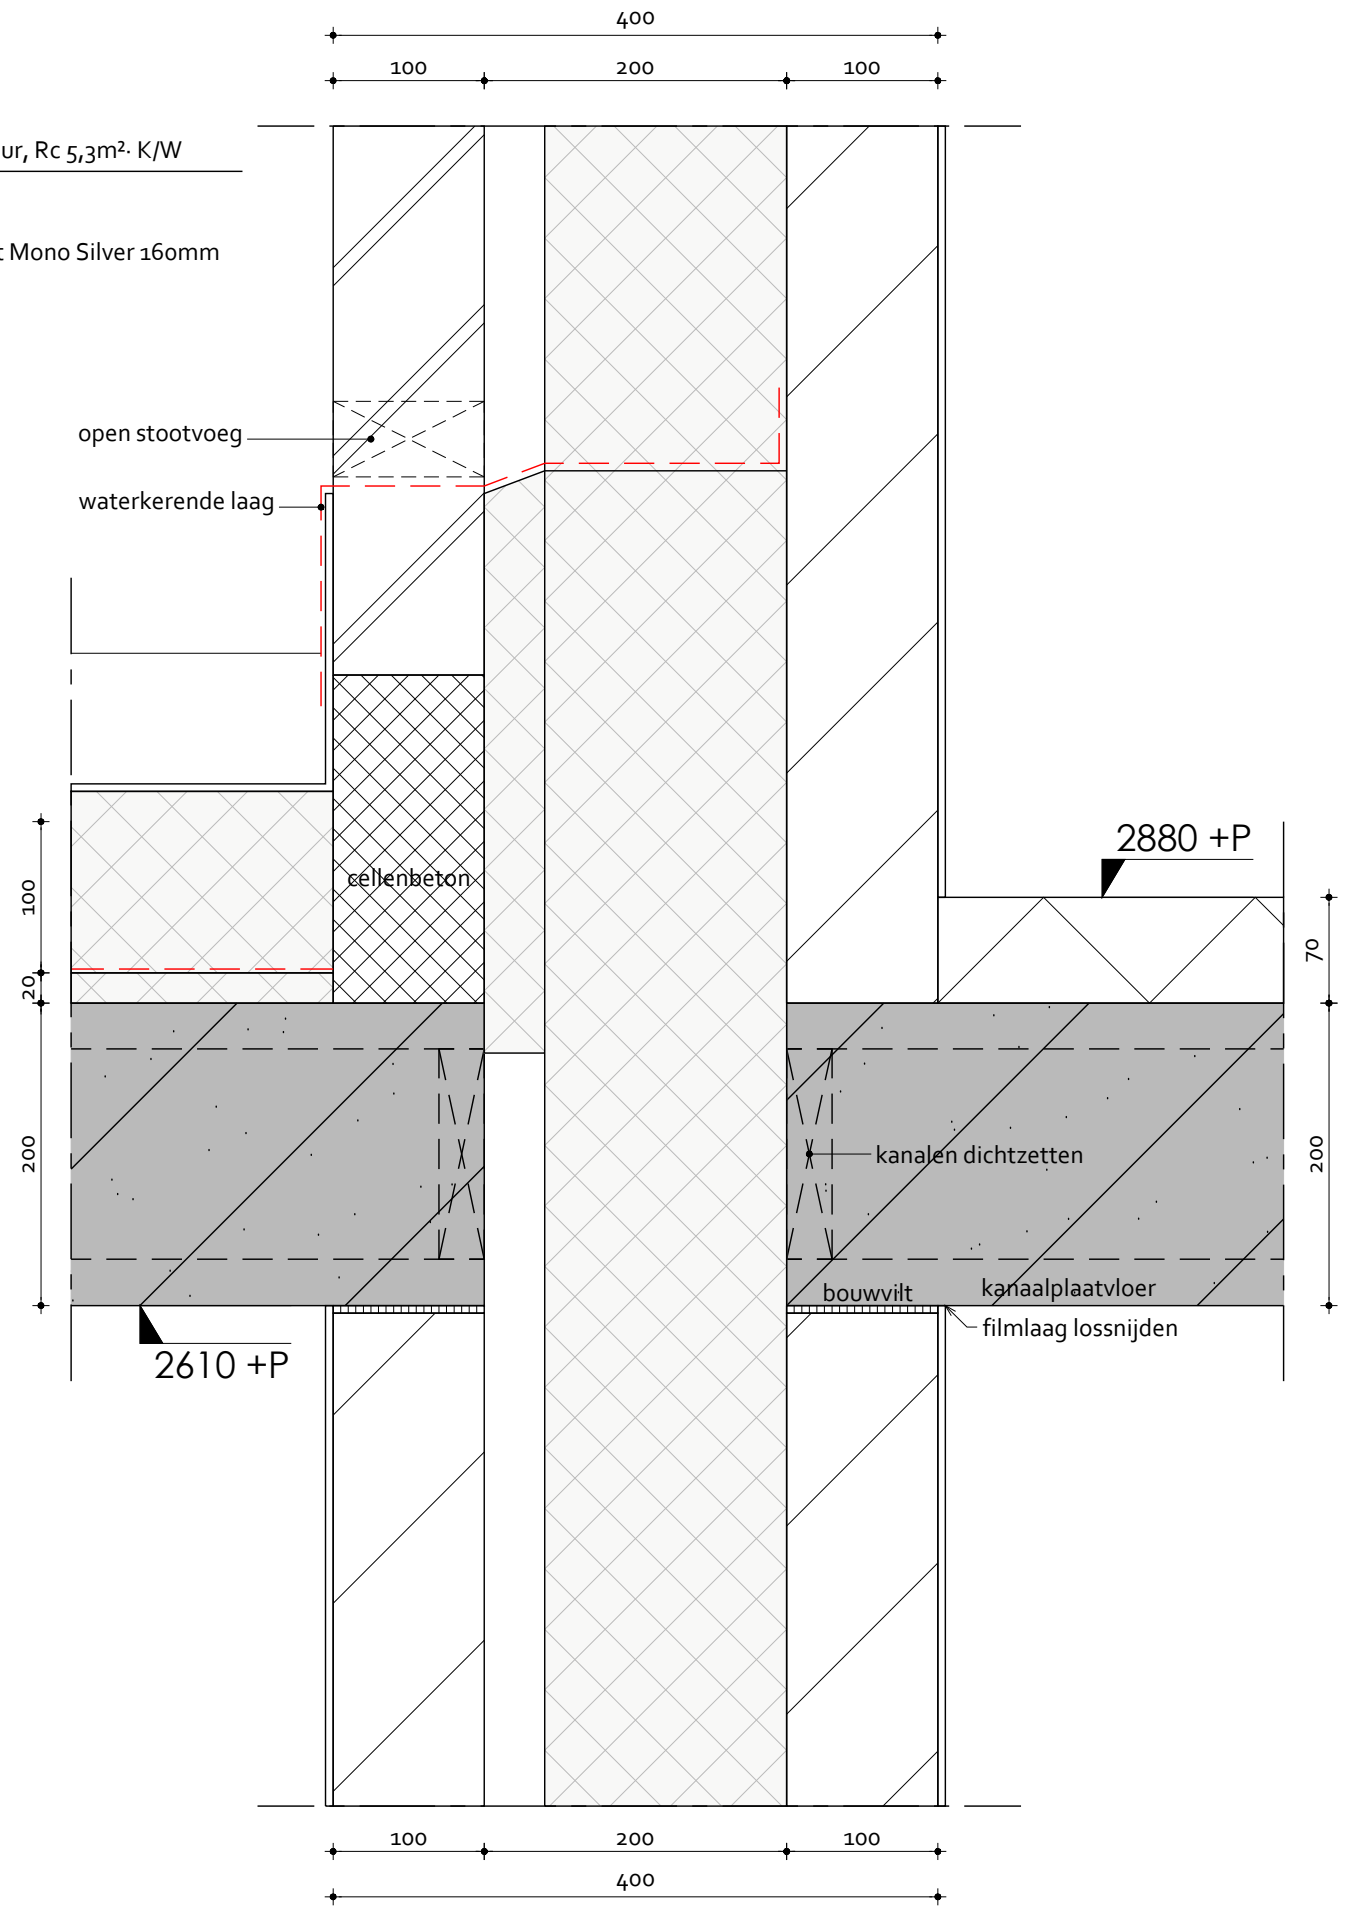 400
100 200 100
ur, Rc 5,3m²· K/W
t Mono Silver 160mm
open stootvoeg
waterkerende laag
2880 +P
cellenbeton
100
70
20
200
kanalen dichtzetten
200
bouwvilt
kanaalplaatvloer
filmlaag lossnijden
2610 +P
100 200 100
400